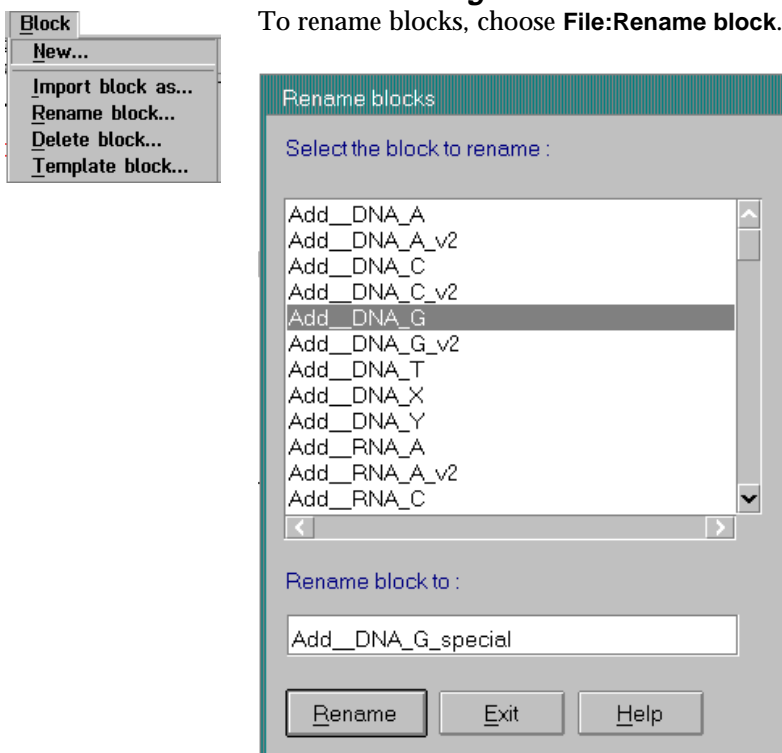 Block
New...
Import block as...
Rename block...
Delete block...
Template block...
To rename blocks, choose File:Rename block.
Rename blocks
Select the block to rename :
Add__DNA_A
Add__DNA_A_v2
Add__DNA_C
Add__DNA_C_v2
Add__DNA_G
Add__DNA_G_v2
Add__DNA_T
Add__DNA_X
Add__DNA_Y
Add__RNA_A
Add__RNA_A_v2
Add__RNA_C
Rename block to :
Add__DNA_G_special
Rename Exit Help